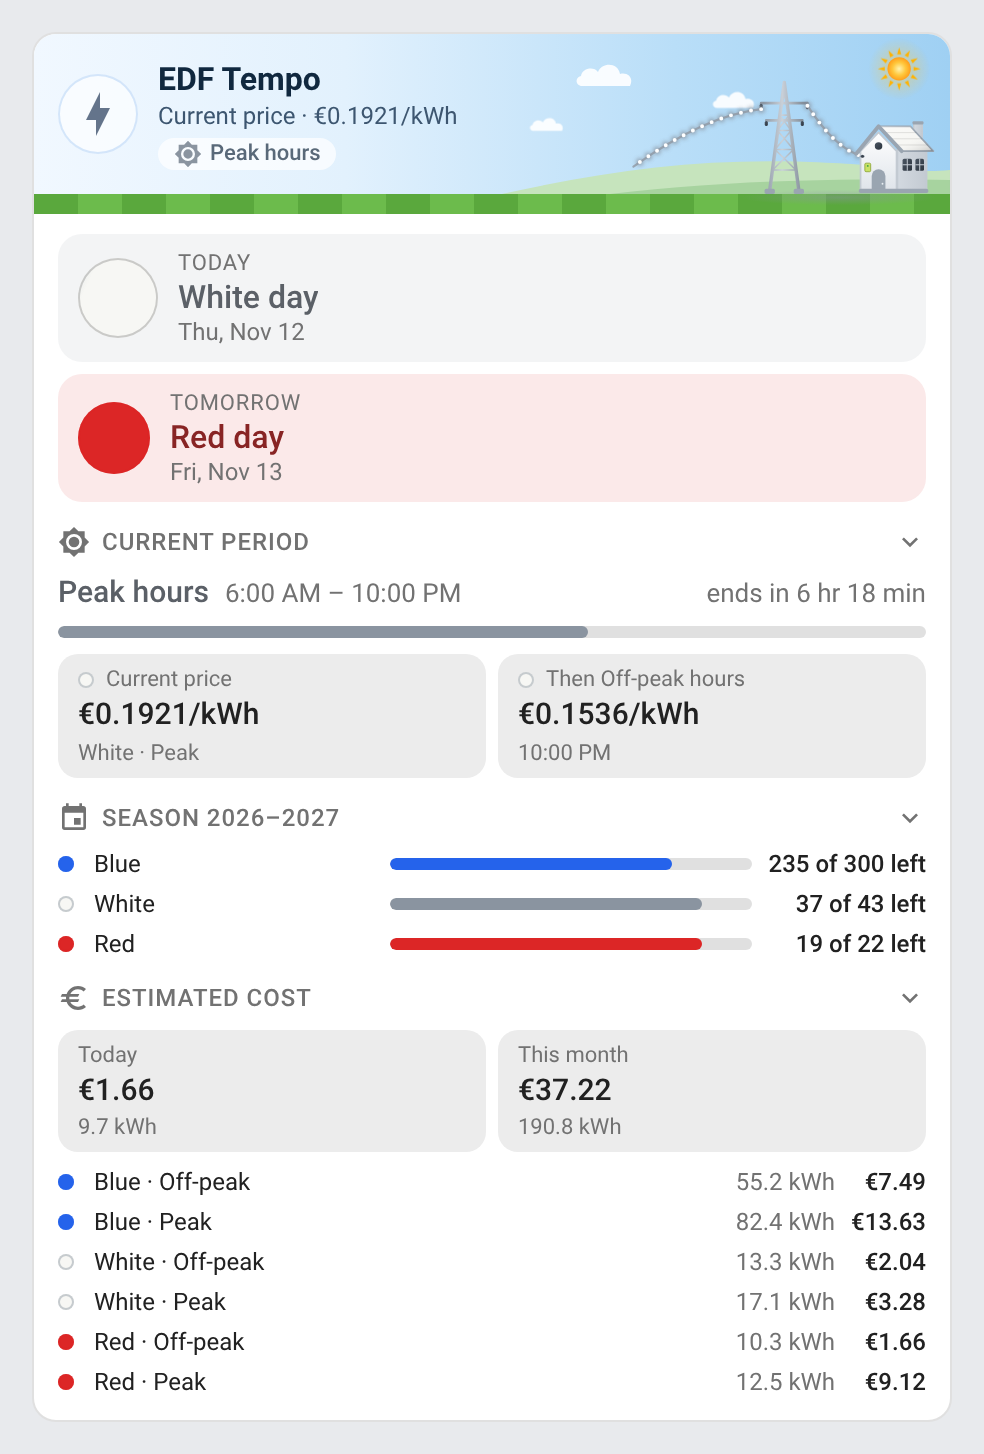 EDF Tempo
Current price · €0.1921/kWh
Peak hours
TODAY
White day
Thu, Nov 12
TOMORROW
Red day
Fri, Nov 13
CURRENT PERIOD
Peak hours 6:00 AM – 10:00 PM ends in 6 hr 18 min
Current price
€0.1921/kWh
White · Peak
Then Off-peak hours
€0.1536/kWh
10:00 PM
SEASON 2026–2027
Blue 235 of 300 left
White 37 of 43 left
Red 19 of 22 left
ESTIMATED COST
Today
€1.66
9.7 kWh
This month
€37.22
190.8 kWh
Blue · Off-peak 55.2 kWh €7.49
Blue · Peak 82.4 kWh €13.63
White · Off-peak 13.3 kWh €2.04
White · Peak 17.1 kWh €3.28
Red · Off-peak 10.3 kWh €1.66
Red · Peak 12.5 kWh €9.12